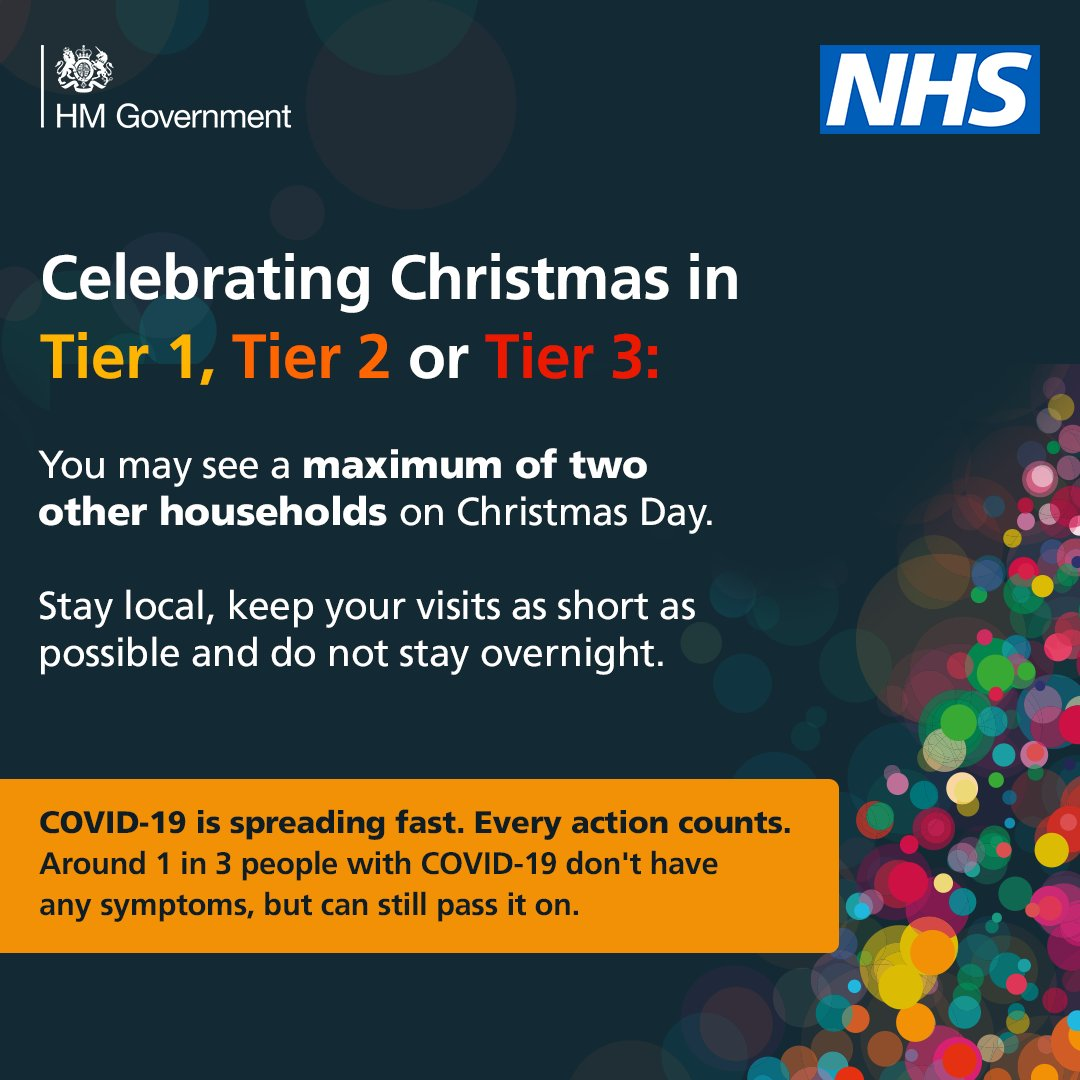 HM Government
NHS
Celebrating Christmas in
Tier 1, Tier 2 or Tier 3:
You may see a maximum of two
other households on Christmas Day.
Stay local, keep your visits as short as
possible and do not stay overnight.
COVID-19 is spreading fast. Every action counts.
Around 1 in 3 people with COVID-19 don't have
any symptoms, but can still pass it on.